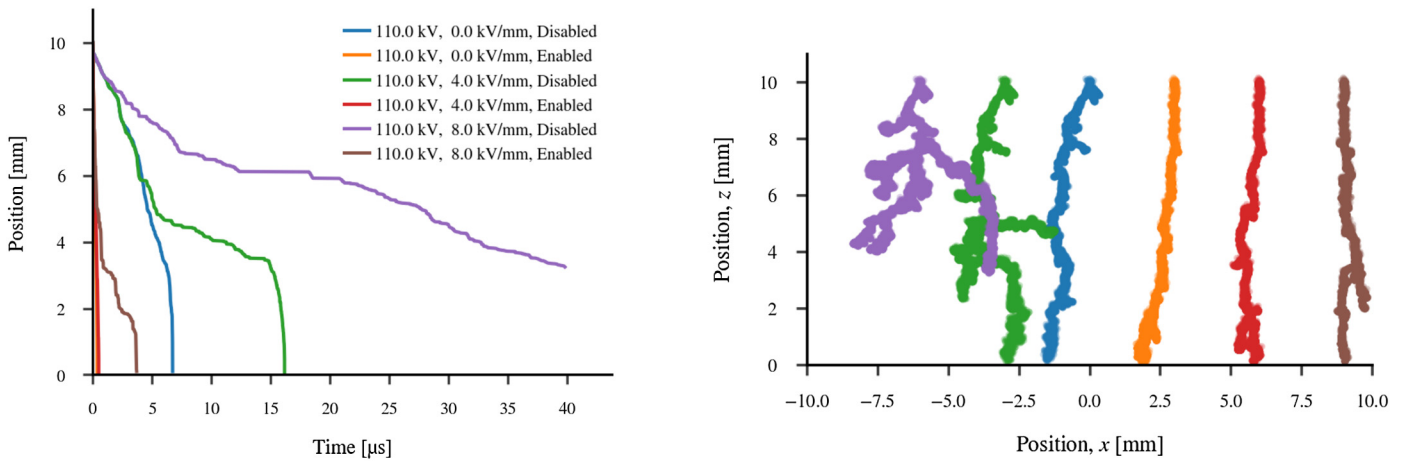 110.0 kV, 0.0 kV/mm, Disabled
110.0 kV, 0.0 kV/mm, Enabled
110.0 kV, 4.0 kV/mm, Disabled
110.0 kV, 4.0 kV/mm, Enabled
110.0 kV, 8.0 kV/mm, Disabled
110.0 kV, 8.0 kV/mm, Enabled
Position [mm]
10
8
6
4
2
0
0 5 10 15 20 25 30 35 40
Time [µs]
Position, z [mm]
10
8
6
4
2
0
−10.0 −7.5 −5.0 −2.5 0.0 2.5 5.0 7.5 10.0
Position, x [mm]